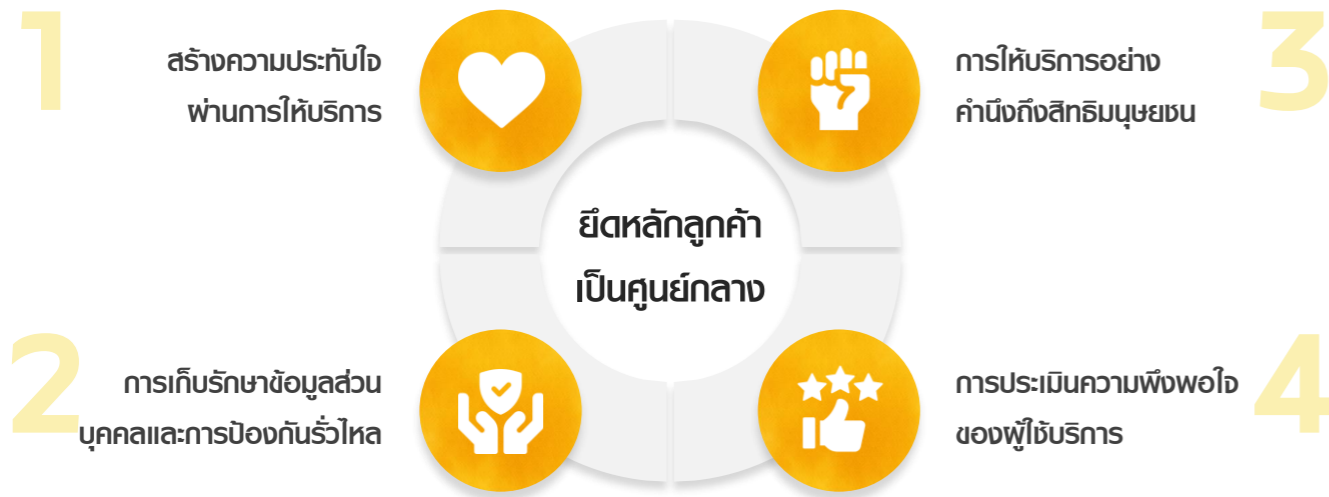 1
สร้างความประทับใจ
ผ่านการให้บริการ
2
การเก็บรักษาข้อมูลส่วน
บุคคลและการป้องกันรั่วไหล
ยึดหลักลูกค้า
เป็นศูนย์กลาง
3
การให้บริการอย่าง
คำนึงถึงสิทธิมนุษยชน
4
การประเมินความพึงพอใจ
ของผู้ใช้บริการ